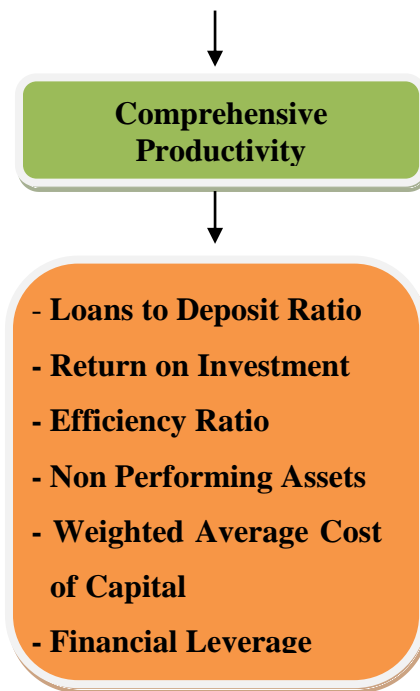 Comprehensive
Productivity
- Loans to Deposit Ratio
- Return on Investment
- Efficiency Ratio
- Non Performing Assets
- Weighted Average Cost
of Capital
- Financial Leverage